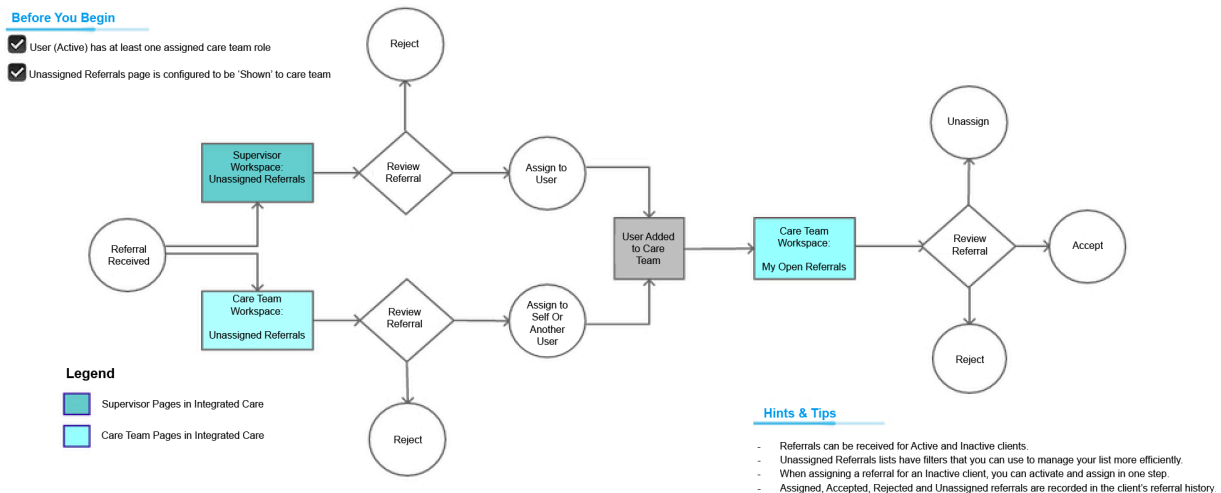 Before You Begin
User (Active) has at least one assigned care team role
Unassigned Referrals page is configured to be 'Shown' to care team
Reject
Unassign
Supervisor
Workspace:
Unassigned Referrals
Review
Referral
Assign to
User
Referral
Received
User Added
to Care
Team
Care Team
Workspace:
My Open Referrals
Review
Referral
Accept
Care Team
Workspace:
Unassigned Referrals
Review
Referral
Assign to
Self Or
Another
User
Reject
Reject
Legend
Supervisor Pages in Integrated Care
Care Team Pages in Integrated Care
Hints & Tips
- Referrals can be received for Active and Inactive clients.
- Unassigned Referrals lists have filters that you can use to manage your list more efficiently.
- When assigning a referral for an Inactive client, you can activate and assign in one step.
- Assigned, Accepted, Rejected and Unassigned referrals are recorded in the client's referral history.